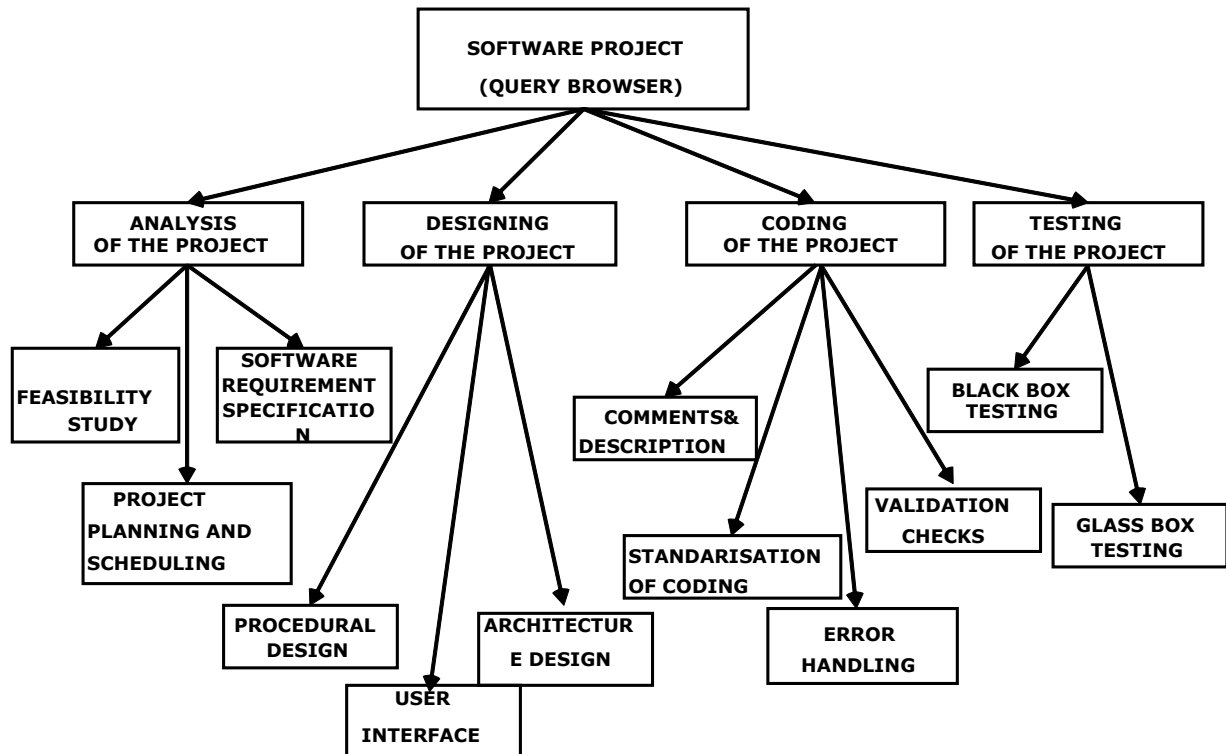 SOFTWARE PROJECT
(QUERY BROWSER)
ANALYSIS
OF THE PROJECT
DESIGNING
OF THE PROJECT
CODING
OF THE PROJECT
TESTING
OF THE PROJECT
FEASIBILITY
STUDY
SOFTWARE
REQUIREMENT
SPECIFICATIO
N
PROJECT
PLANNING AND
SCHEDULING
PROCEDURAL
DESIGN
USER
INTERFACE
ARCHITECTUR
E DESIGN
COMMENTS&
DESCRIPTION
STANDARISATION
OF CODING
ERROR
HANDLING
VALIDATION
CHECKS
BLACK BOX
TESTING
GLASS BOX
TESTING